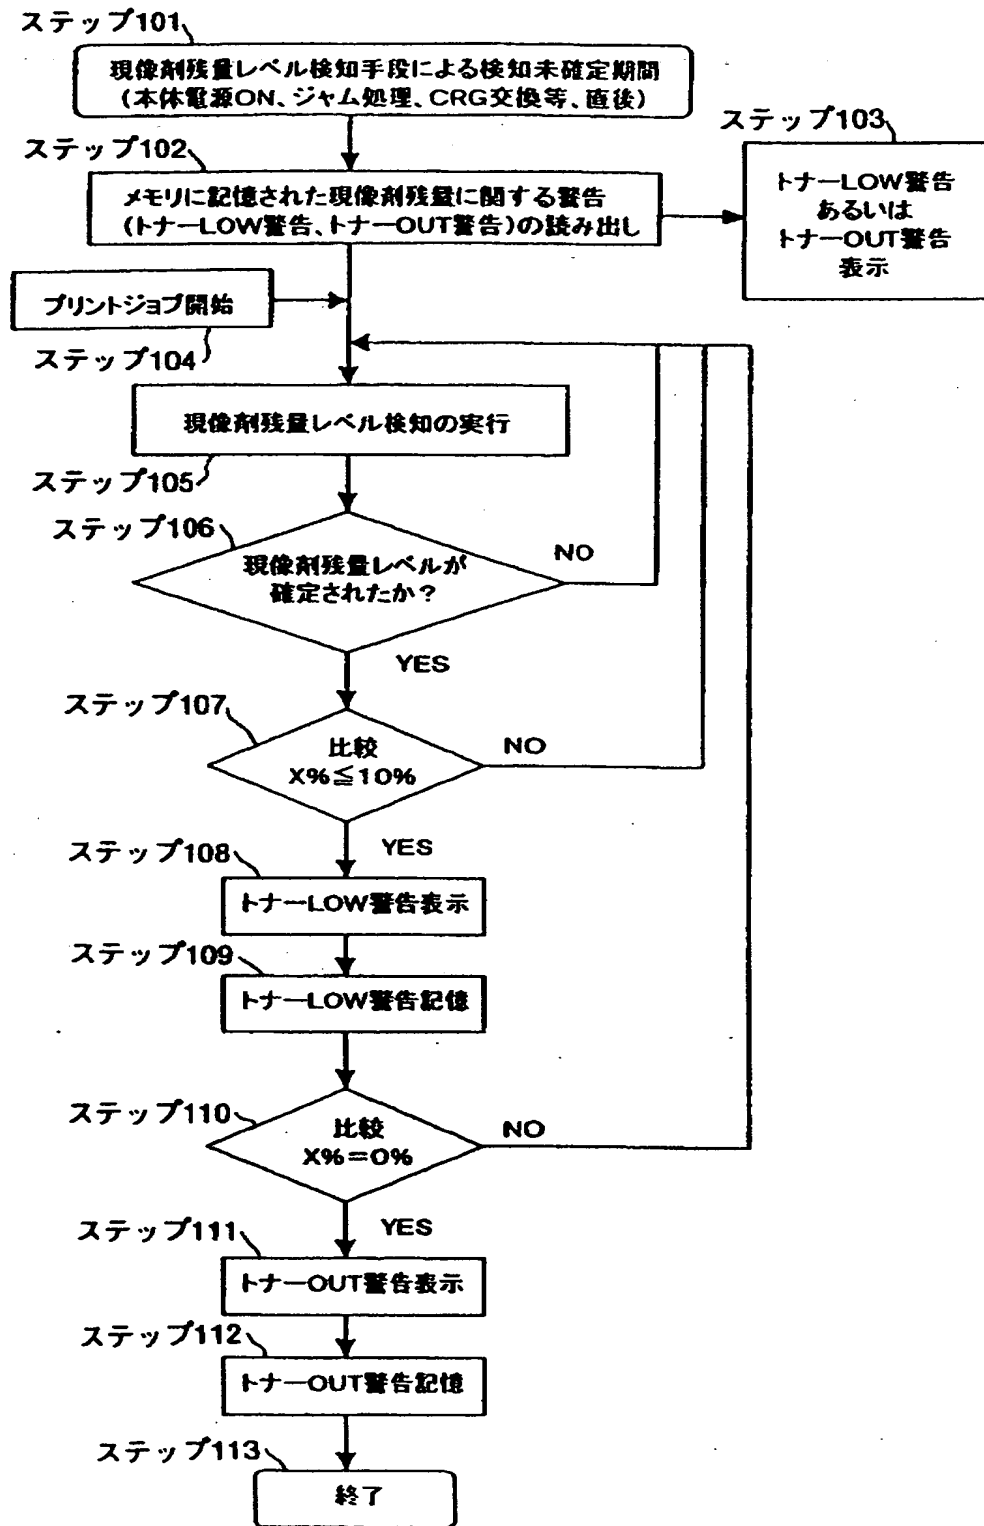 ステップ101
現像剤残量レベル検知手段による検知未確定期間
(本体電源ON、ジャム処理、CRG交換等、直後)
ステップ102
メモリに記憶された現像剤残量に関する警告
(トナーLOW警告、トナーOUT警告)の読み出し
ステップ103
トナーLOW警告
あるいは
トナーOUT警告
表示
プリントジョブ開始
ステップ104
現像剤残量レベル検知の実行
ステップ105
ステップ106
現像剤残量レベルが
確定されたか?
NO
YES
ステップ107
比較
X%≦10%
NO
YES
ステップ108
トナーLOW警告表示
ステップ109
トナーLOW警告記憶
ステップ110
比較
X%=0%
NO
YES
ステップ111
トナーOUT警告表示
ステップ112
トナーOUT警告記憶
ステップ113
終了